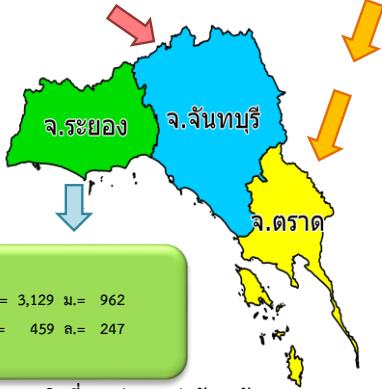 จ.ระยอง
จ.จันทบุรี
จ.ตราด
= 3,129 ม.= 962
= 459 ล.= 247